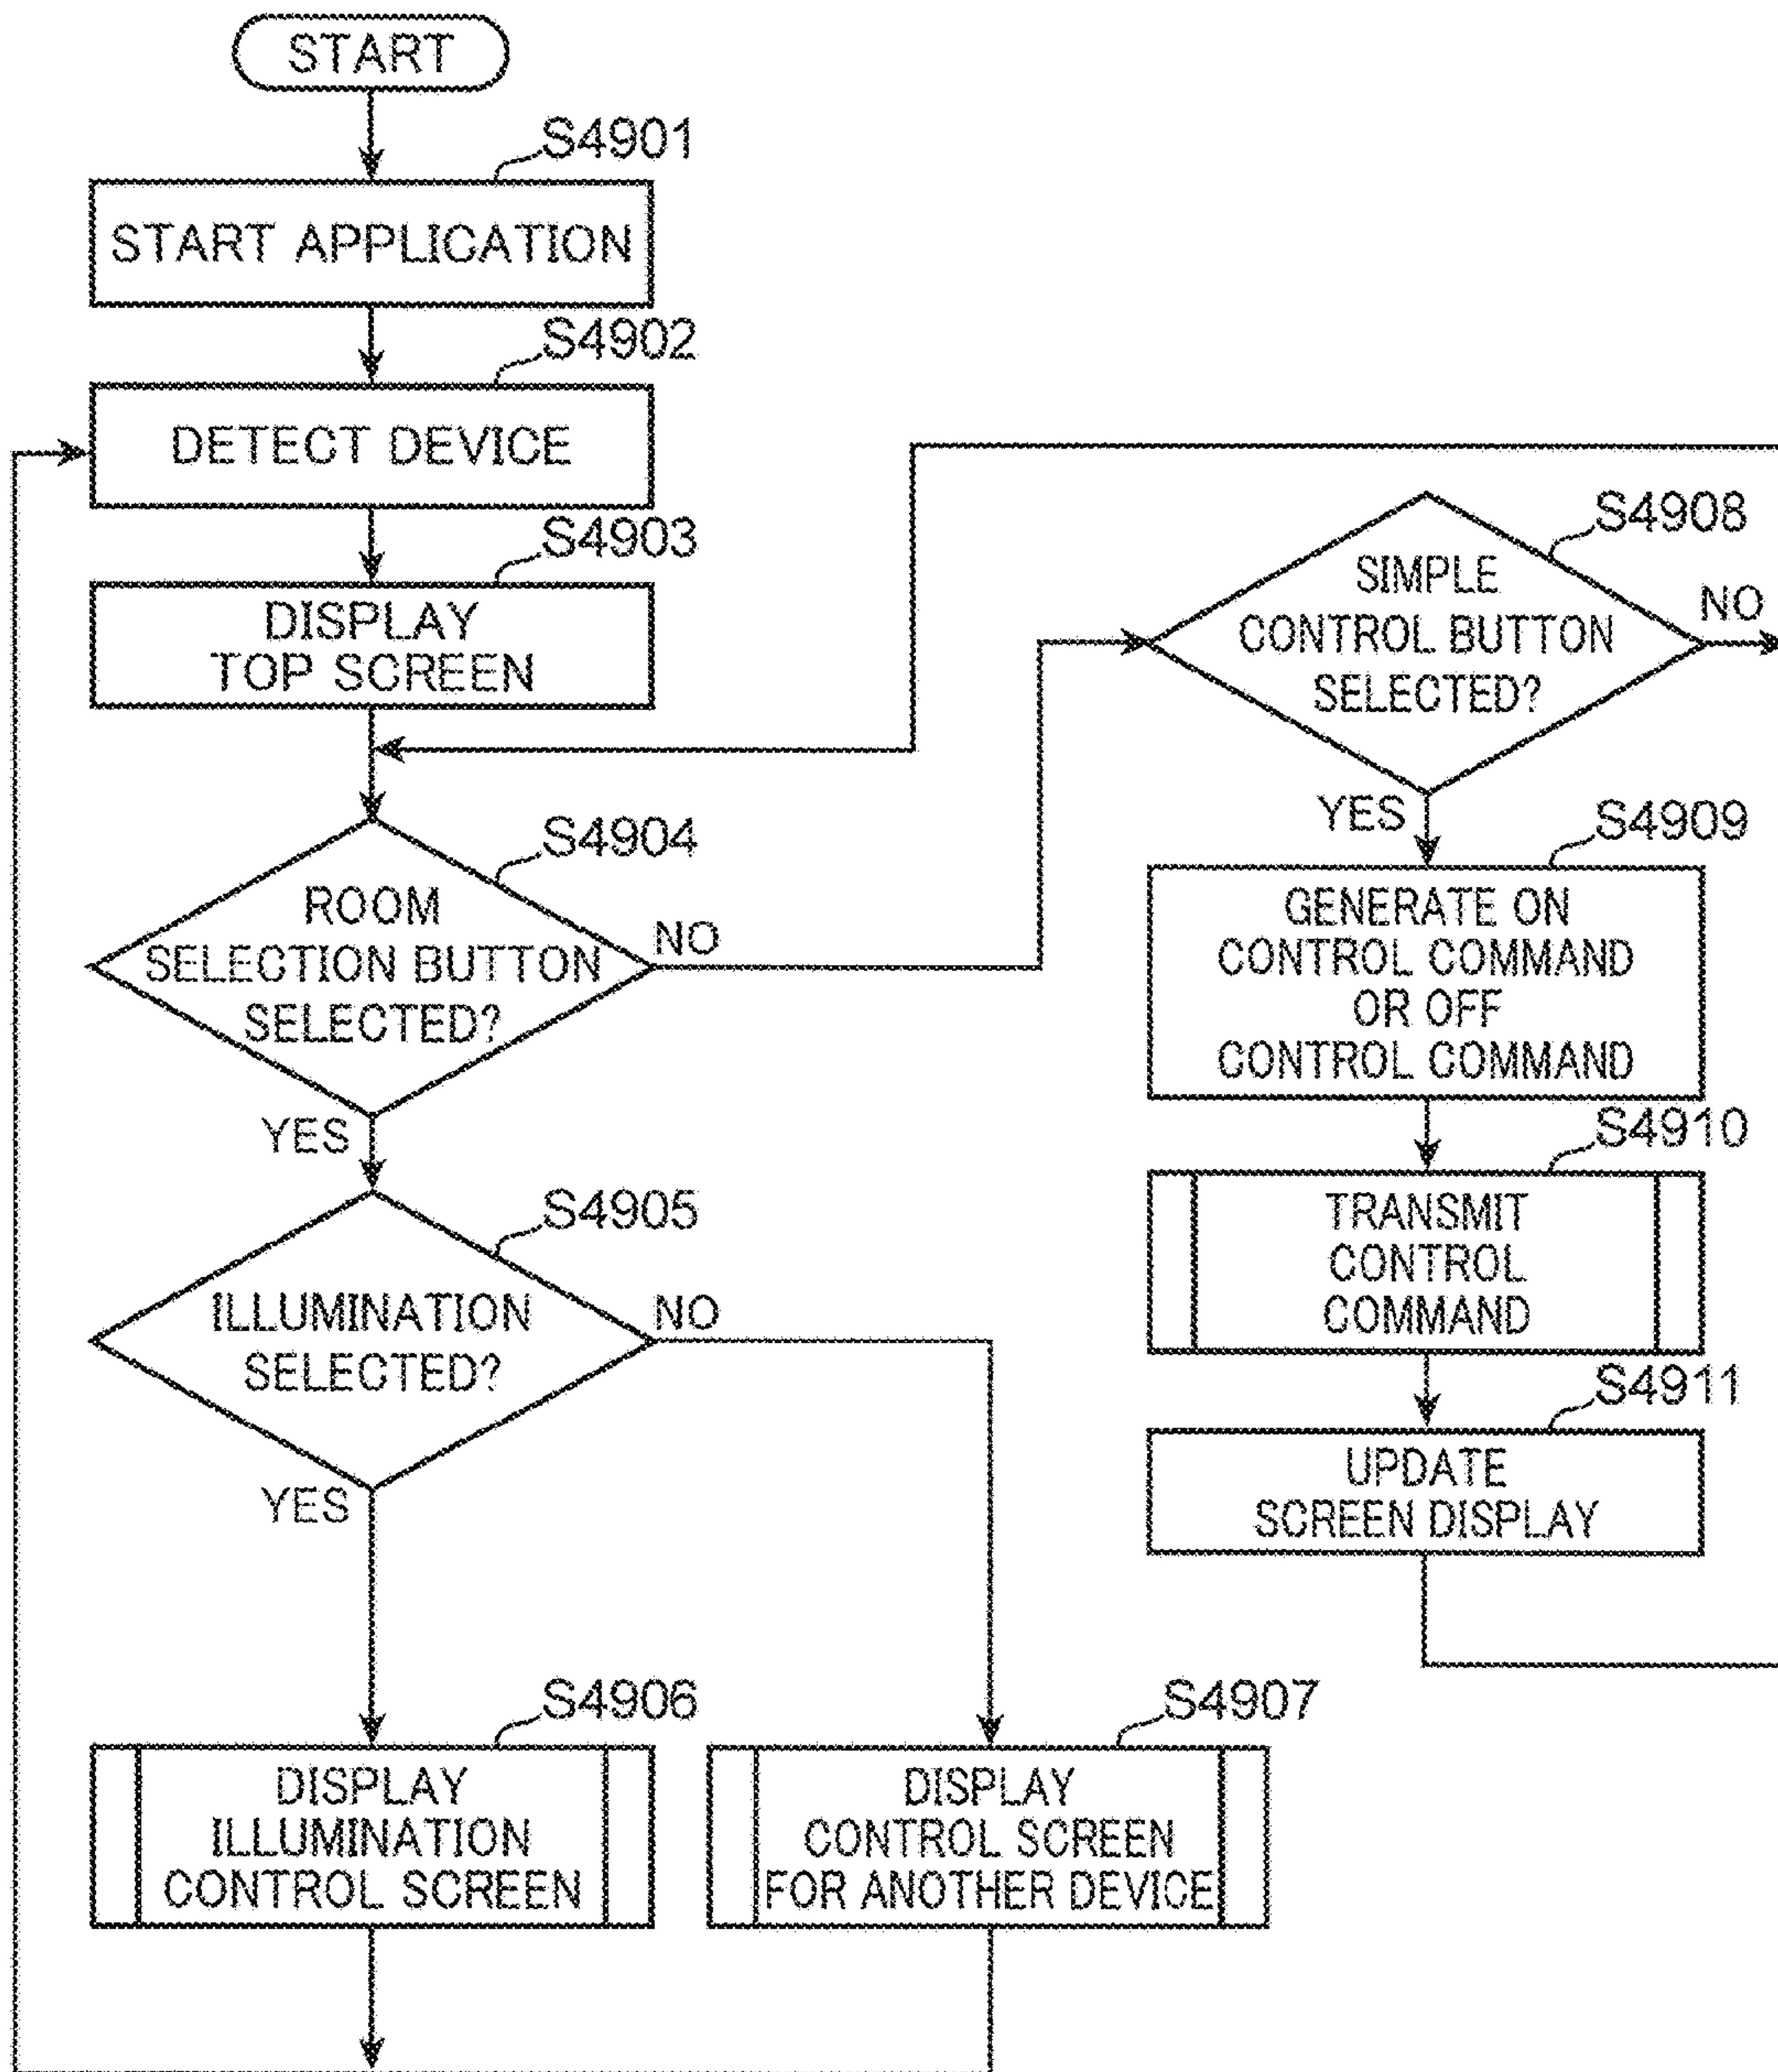 START
S4901
START APPLICATION
S4902
DETECT DEVICE
S4903
DISPLAY
TOP SCREEN
S4904
ROOM
SELECTION BUTTON
SELECTED?
NO
YES
S4905
ILLUMINATION
SELECTED?
NO
YES
S4906
DISPLAY
ILLUMINATION
CONTROL SCREEN
S4907
DISPLAY
CONTROL SCREEN
FOR ANOTHER DEVICE
S4908
SIMPLE
CONTROL BUTTON
SELECTED?
NO
YES
S4909
GENERATE ON
CONTROL COMMAND
OR OFF
CONTROL COMMAND
S4910
TRANSMIT
CONTROL
COMMAND
S4911
UPDATE
SCREEN DISPLAY